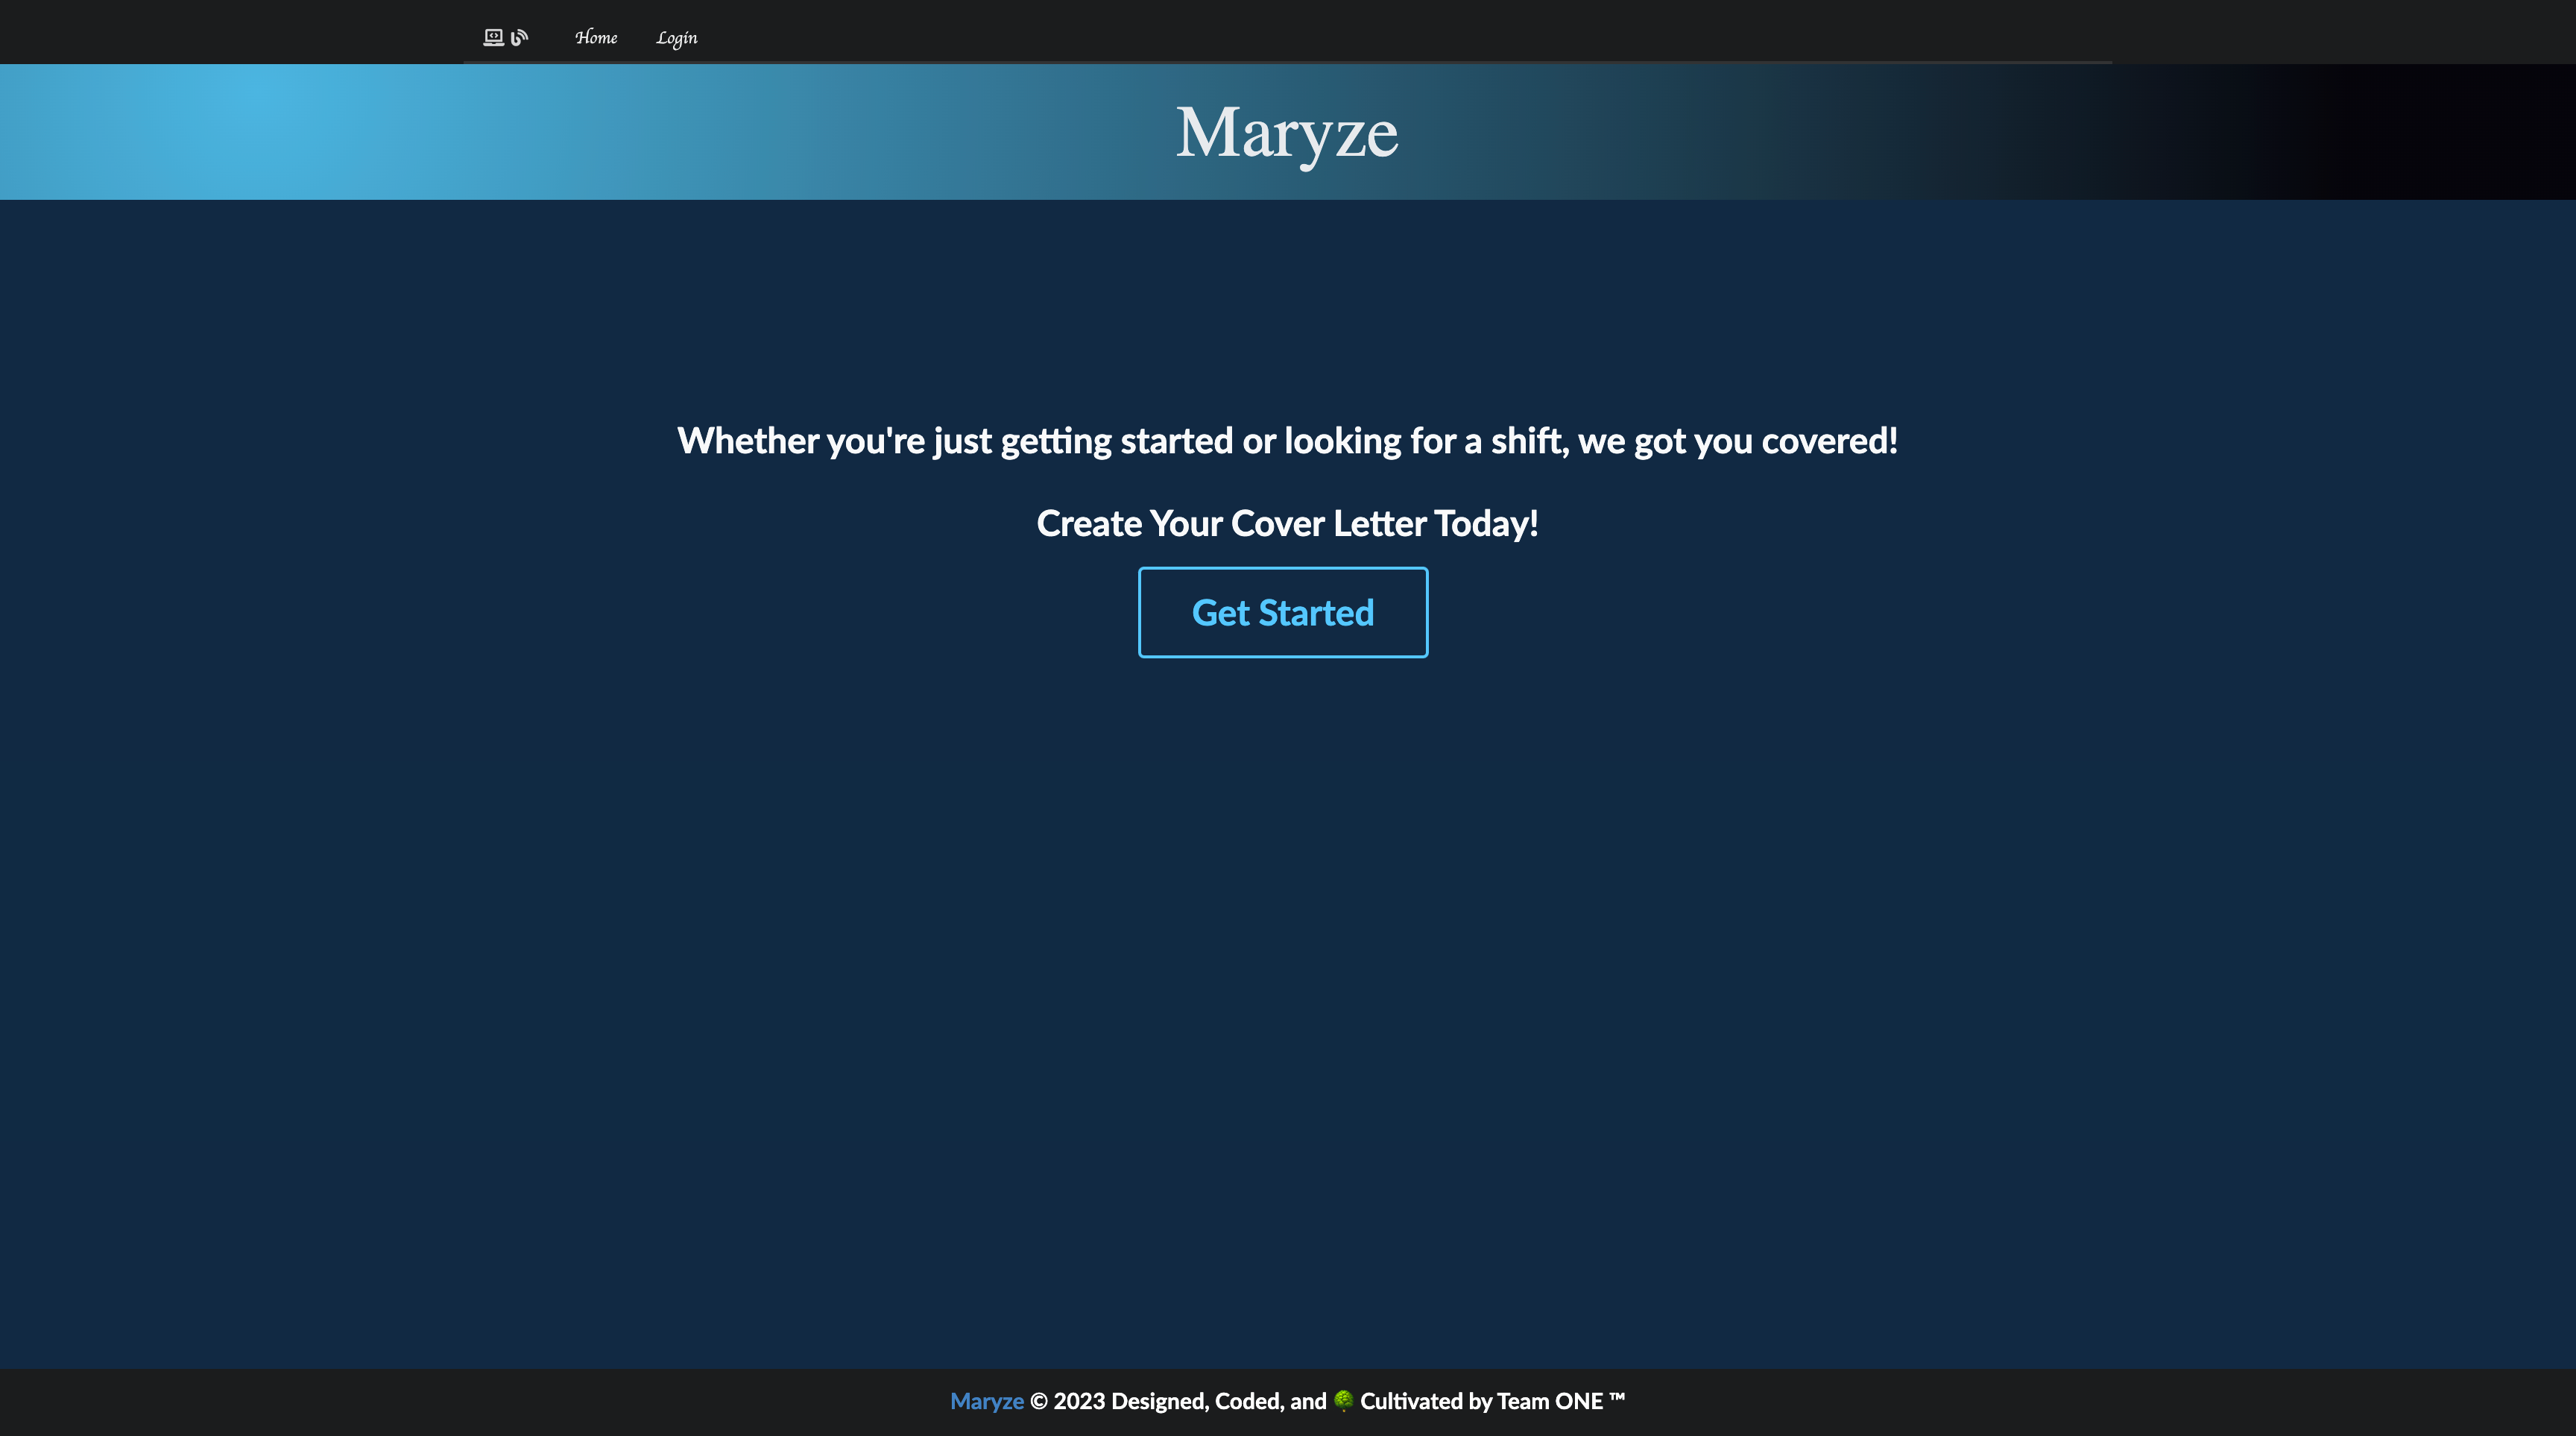 Home Login
Maryze
Whether you're just getting started or looking for a shift, we got you covered!
Create Your Cover Letter Today!
Get Started
Maryze © 2023 Designed, Coded, and 🌳 Cultivated by Team ONE ™